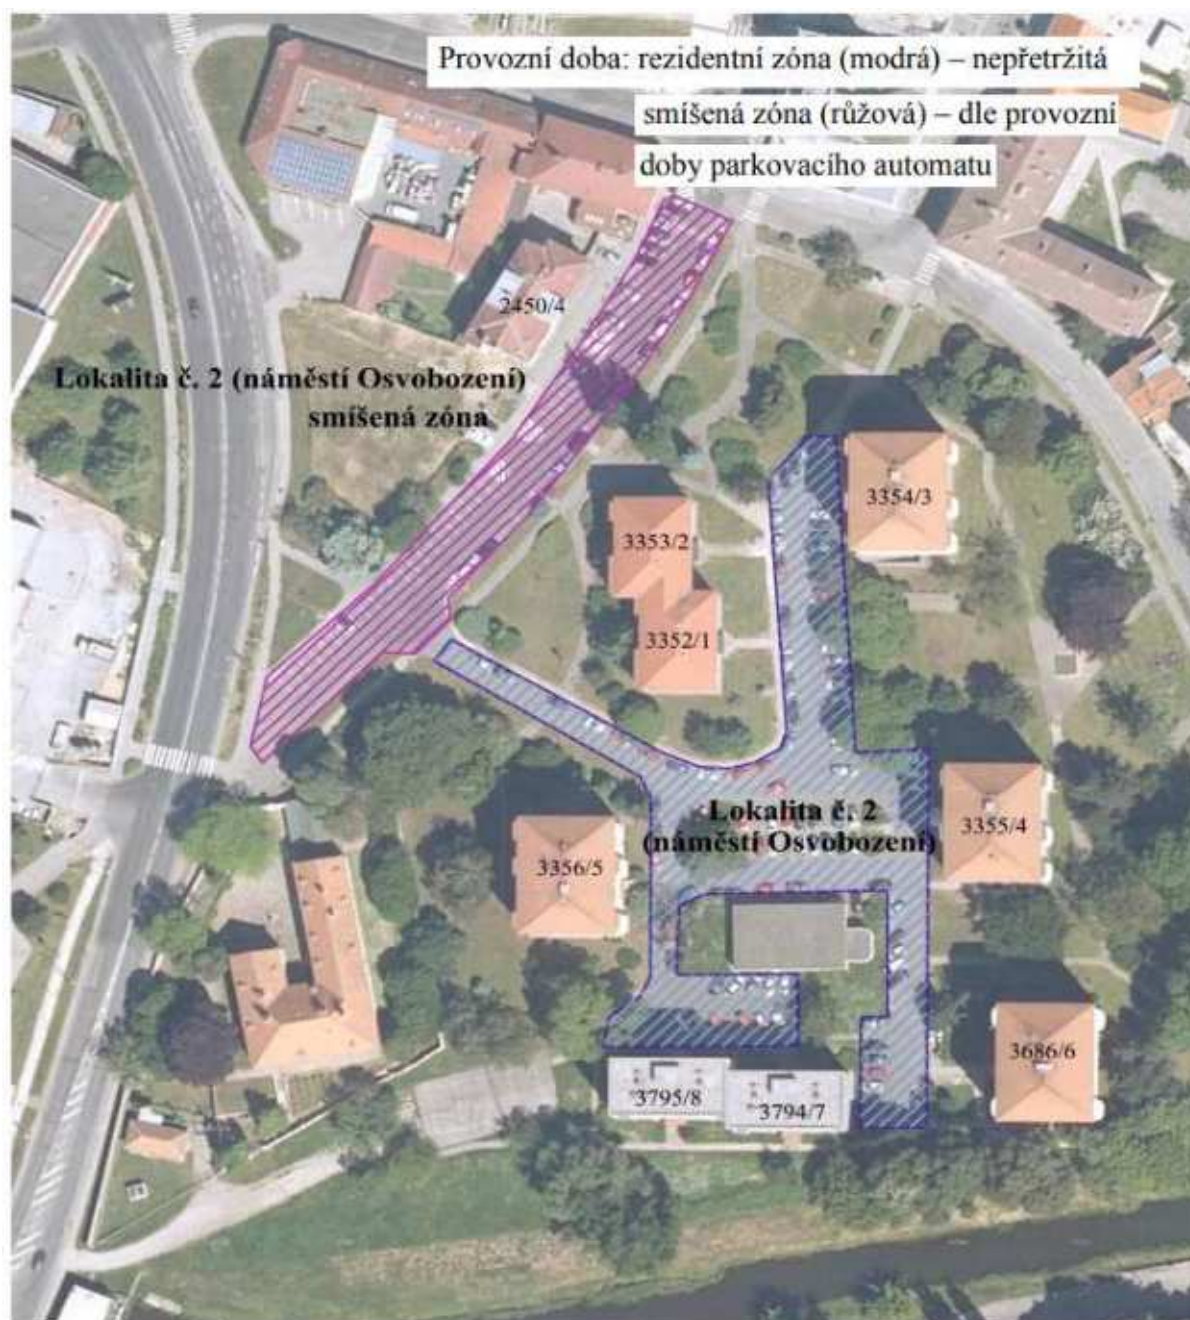 Provozní doba: rezidentní zóna (modrá) – nepřetržitá
smíšená zóna (růžová) – dle provozní
doby parkovacího automatu
2450/4
Lokalita č. 2 (náměstí Osvobození)
smíšená zóna
3354/3
3353/2
3352/1
Lokalita č. 2
(náměstí Osvobození)
3355/4
3356/5
3686/6
3795/8
3794/7